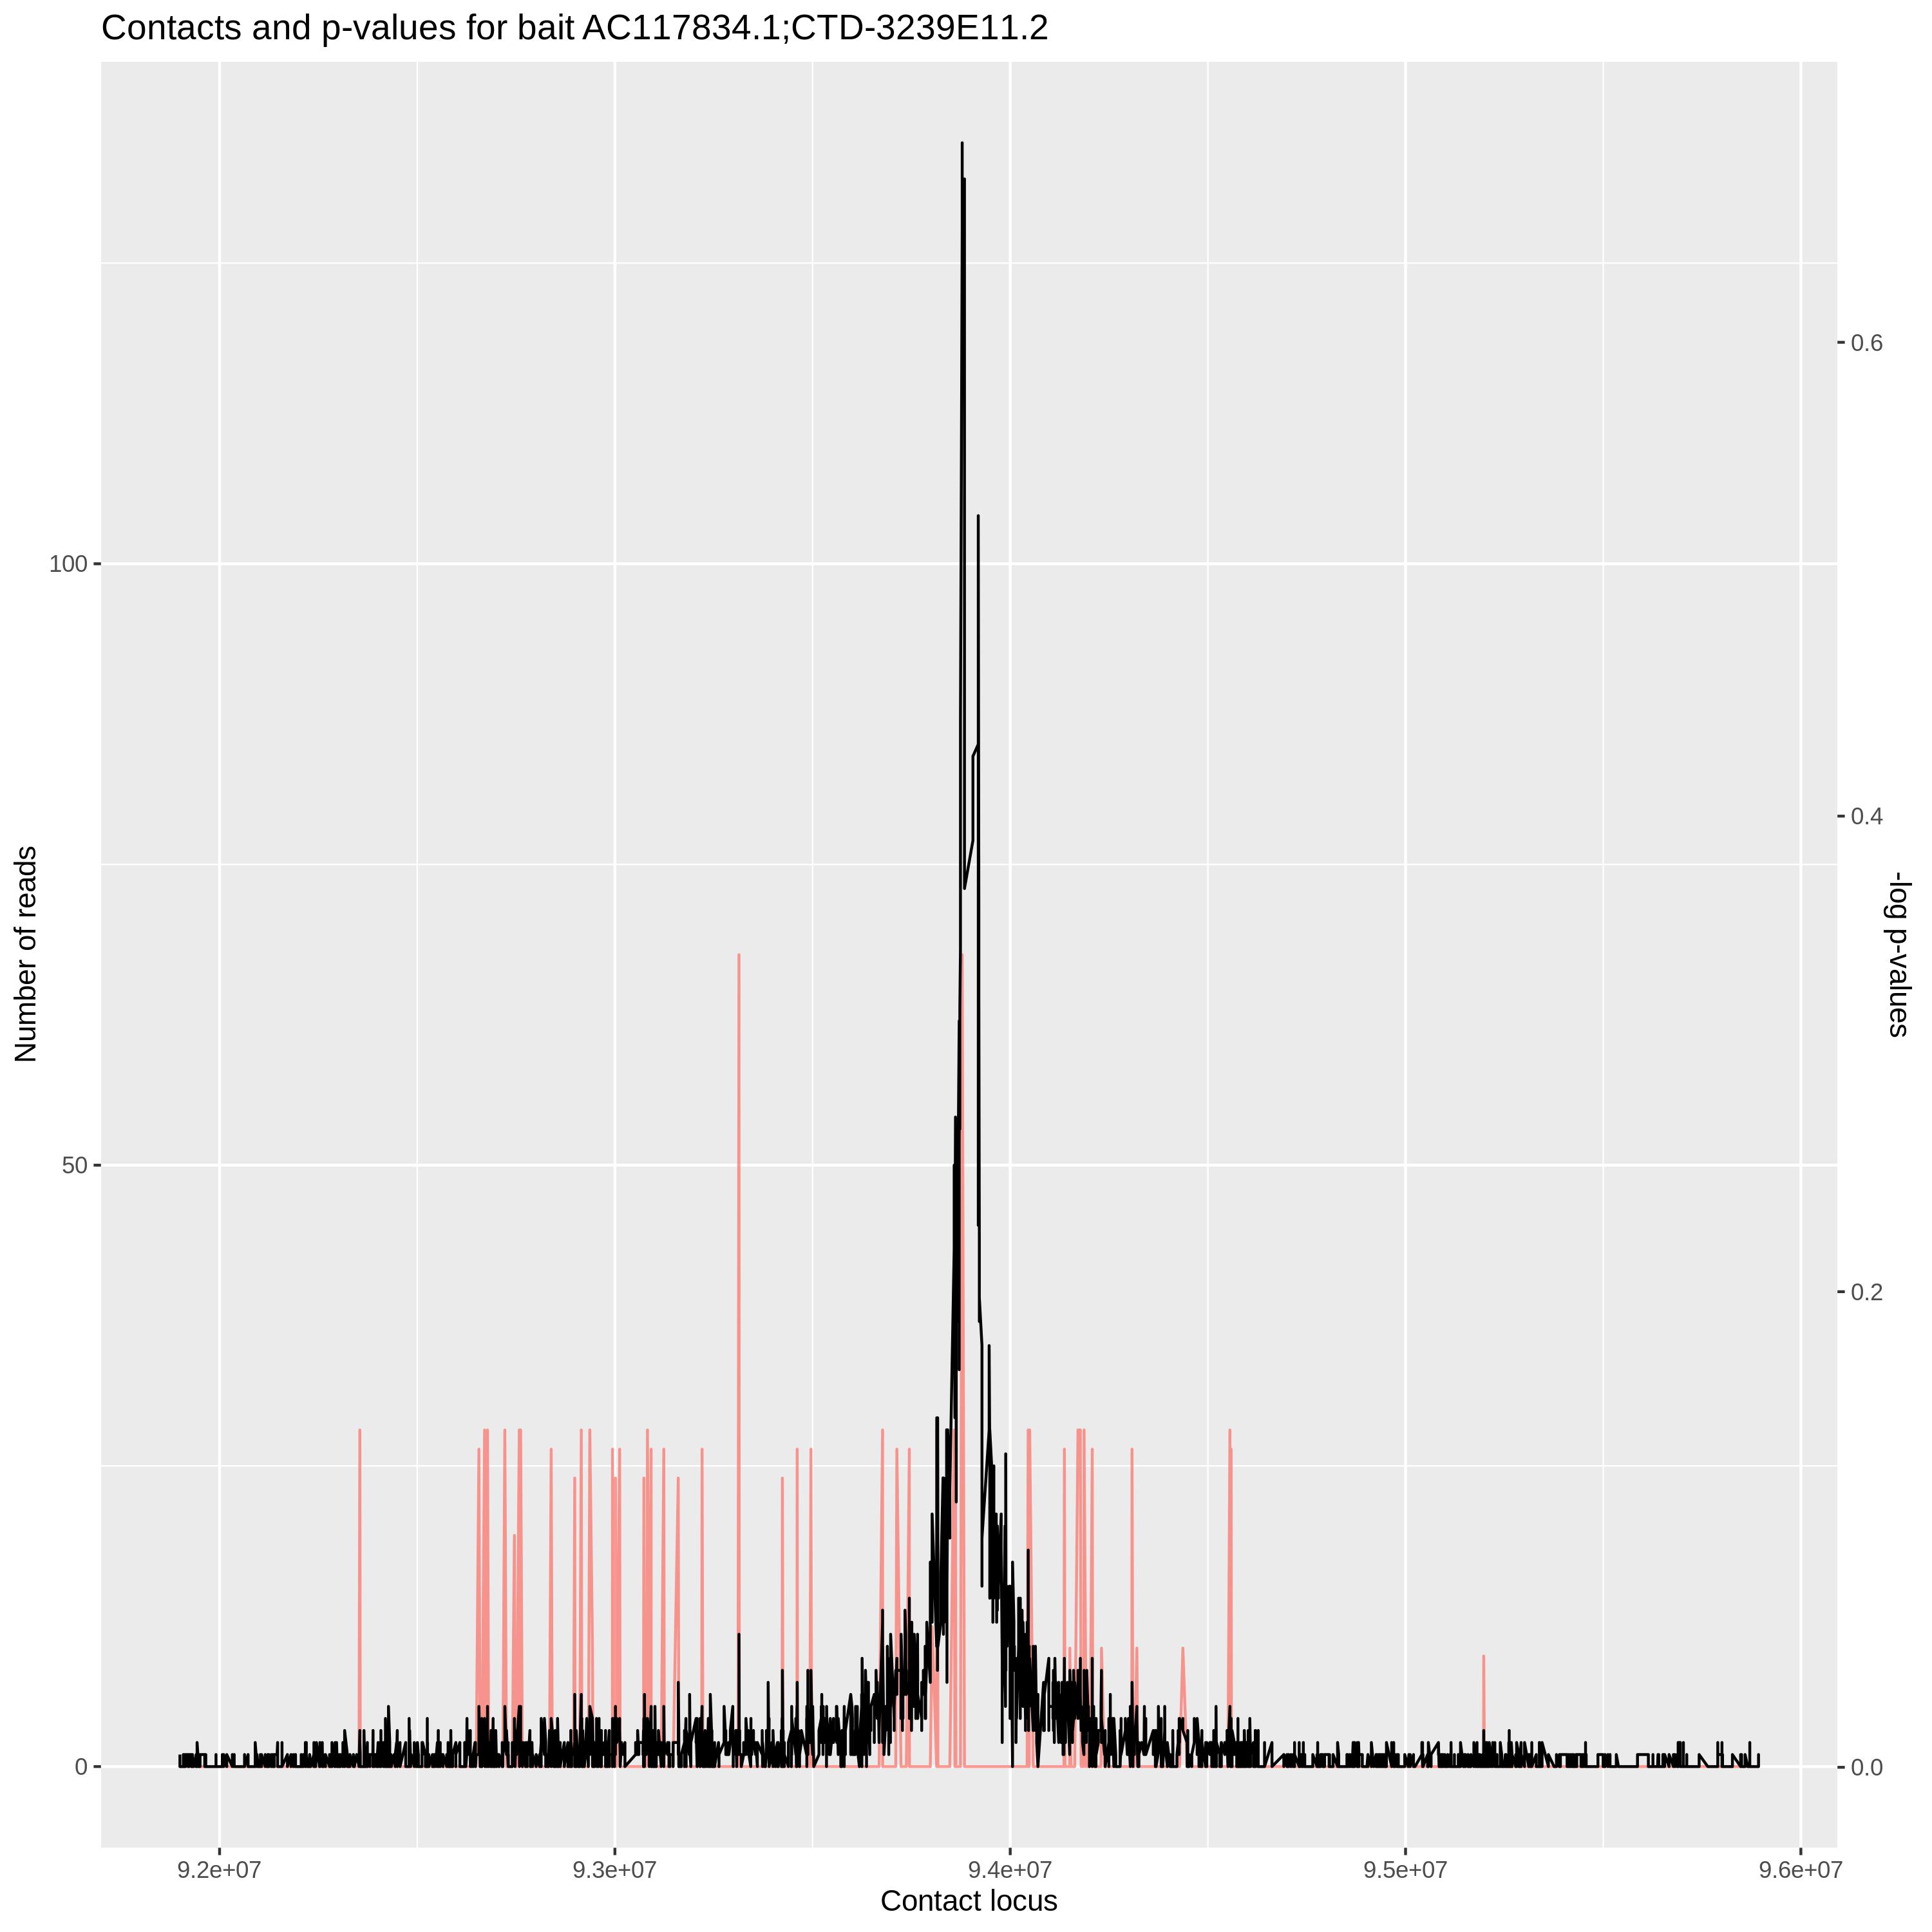 Contacts and p-values for bait AC117834.1;CTD-3239E11.2
100
50
0
Number of reads
0.6
0.4
0.2
0.0
-log p-values
9.2e+07
9.3e+07
9.4e+07
9.5e+07
9.6e+07
Contact locus